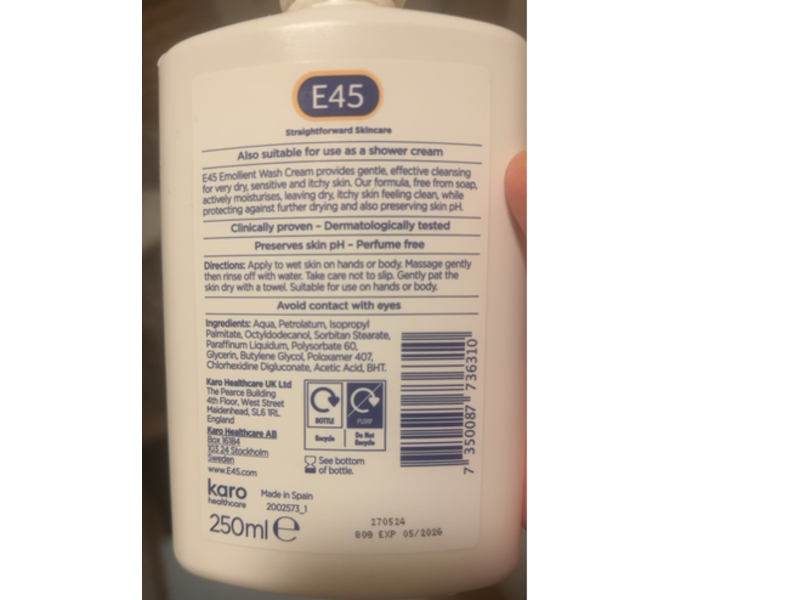 E45
Straightforward Skincare
Also suitable for use as a shower cream
E45 Emollient Wash Cream provides gentle, effective cleansing
for very dry, sensitive and itchy skin. Our formula, free from soap,
actively moisturises, leaving dry, itchy skin feeling clean, while
protecting against further drying and also preserving skin pH.
Clinically proven – Dermatologically tested
Preserves skin pH – Perfume free
Directions: Apply to wet skin on hands or body. Massage gently
then rinse off with water. Take care not to slip. Gently pat the
skin dry with a towel. Suitable for use on hands or body.
Avoid contact with eyes
Ingredients: Aqua, Petrolatum, Isopropyl
Palmitate, Octyldodecanol, Sorbitan Stearate,
Paraffinum Liquidum, Polysorbate 60,
Glycerin, Butylene Glycol, Poloxamer 407,
Chlorhexidine Digluconate, Acetic Acid, BHT.
Karo Healthcare UK Ltd
The Pearce Building
4th Floor, West Street
Maidenhead, SL6 1RL
England
Karo Healthcare AB
Box 16184
103 24 Stockholm
Sweden
www.E45.com
BOTTLE
Recycle
PUMP
Do Not
Recycle
See bottom
of bottle.
7 350087 736310
karo
healthcare
Made in Spain
2002573_1
250ml e
270524
809 EXP 05/2026